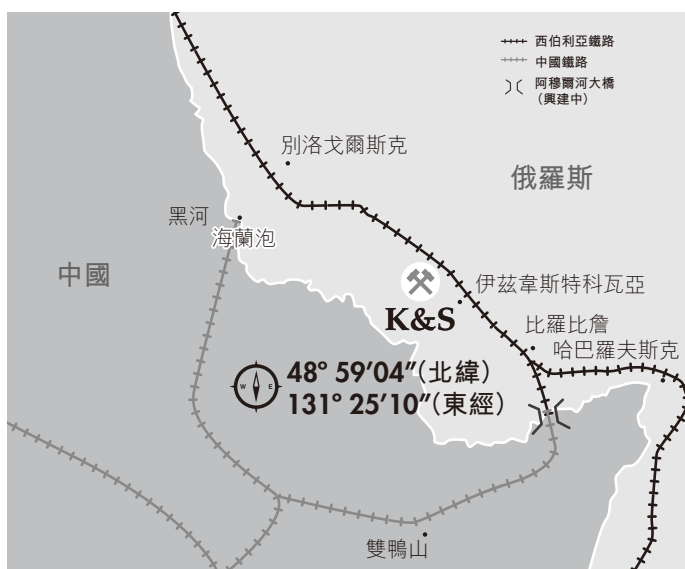 西伯利亞鐵路
中國鐵路
阿穆爾河大橋
（興建中）
別洛戈爾斯克
俄羅斯
黑河
海蘭泡
中國
伊茲韋斯特科瓦亞
K&S
比羅比詹
哈巴羅夫斯克
W E
48° 59′04″(北緯)
131° 25′10″(東經)
雙鴨山